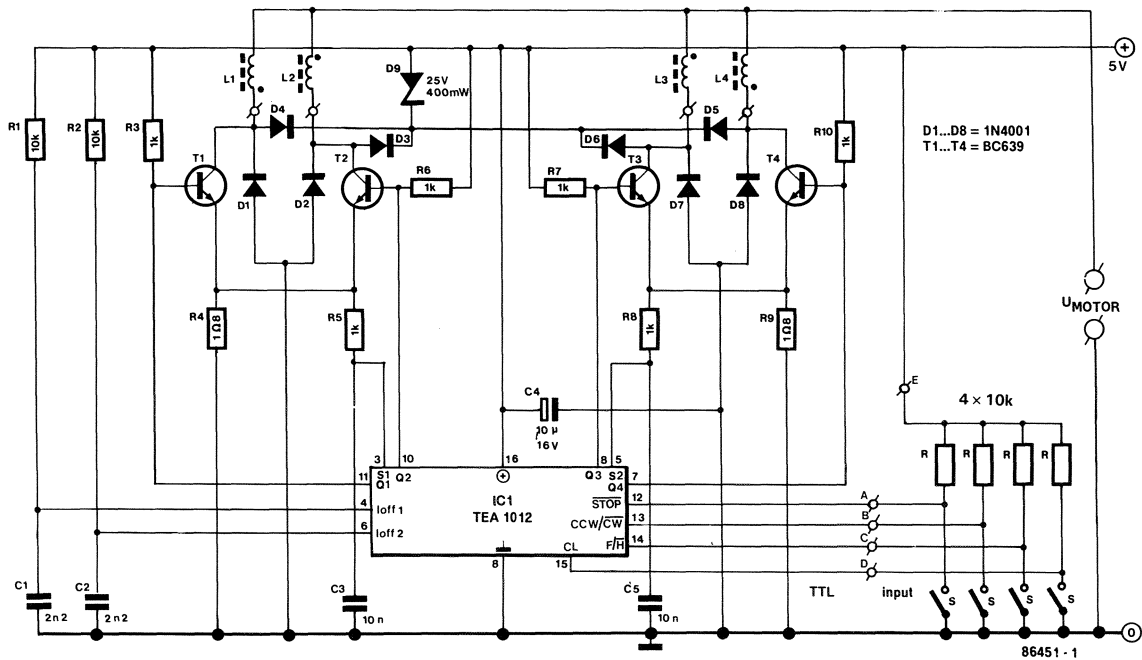 L1
L2
D9
25V
400mW
L3
L4
+
5V
D4
D5
R1
10k
R2
10k
R3
1k
D3
D6
R10
1k
D1...D8 = 1N4001
T1...T4 = BC639
T1
T2
R6
1k
R7
1k
T3
T4
D1
D2
D7
D8
UMOTOR
R4
1Ω8
R5
1k
R8
1k
R9
1Ω8
E
C4
10 µ
16V
4 × 10k
R
R
R
R
3
10
16
8
5
11
S1
Q1
Q2
+
Q3
S2
Q4
7
4
Ioff 1
IC1
TEA 1012
STOP
12
A
6
Ioff 2
CCW/CW
13
B
F/H
14
C
CL
8
15
D
C1
2n2
C2
2n2
C3
10n
C5
10n
TTL input
S
S
S
S
0
86451 - 1